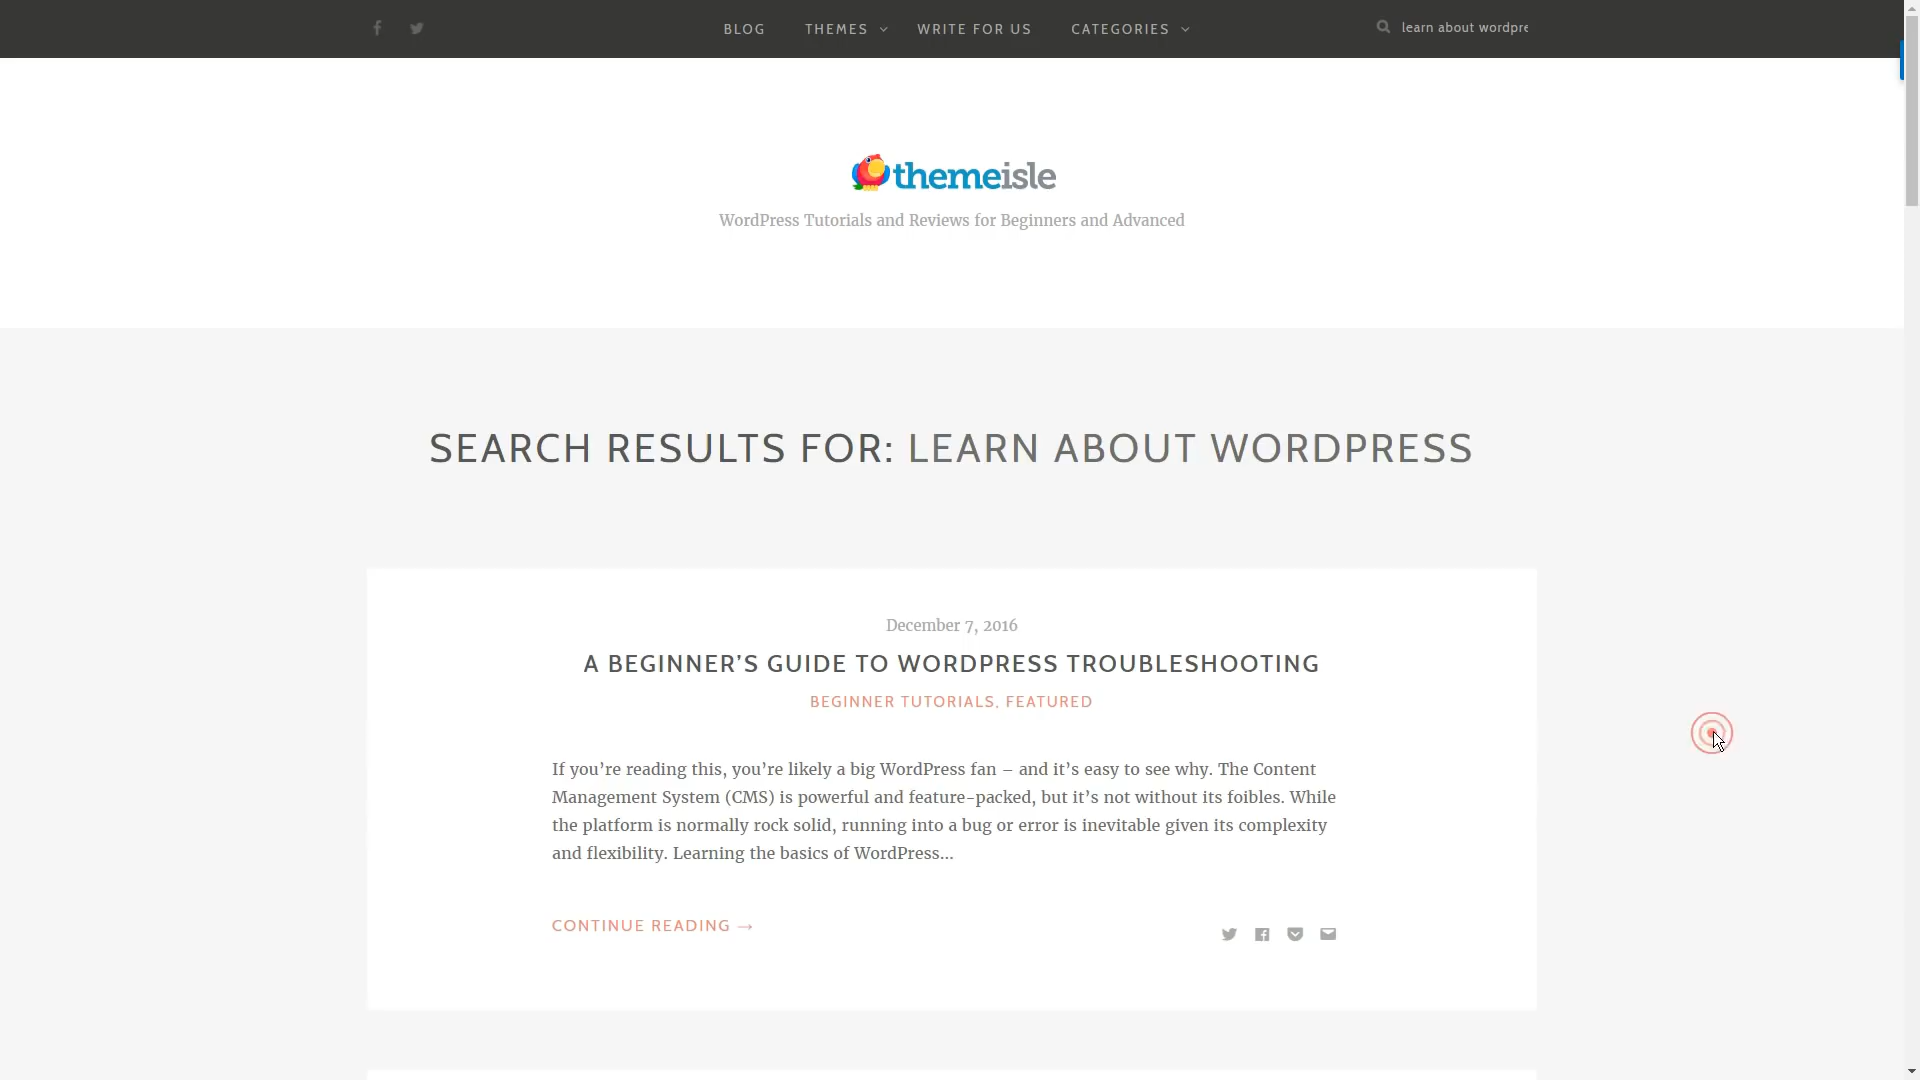 BLOG THEMES WRITE FOR US CATEGORIES learn about wordpre
themeisle
WordPress Tutorials and Reviews for Beginners and Advanced
SEARCH RESULTS FOR: LEARN ABOUT WORDPRESS
December 7, 2016
A BEGINNER’S GUIDE TO WORDPRESS TROUBLESHOOTING
BEGINNER TUTORIALS, FEATURED
If you’re reading this, you’re likely a big WordPress fan – and it’s easy to see why. The Content
Management System (CMS) is powerful and feature-packed, but it’s not without its foibles. While
the platform is normally rock solid, running into a bug or error is inevitable given its complexity
and flexibility. Learning the basics of WordPress…
CONTINUE READING →